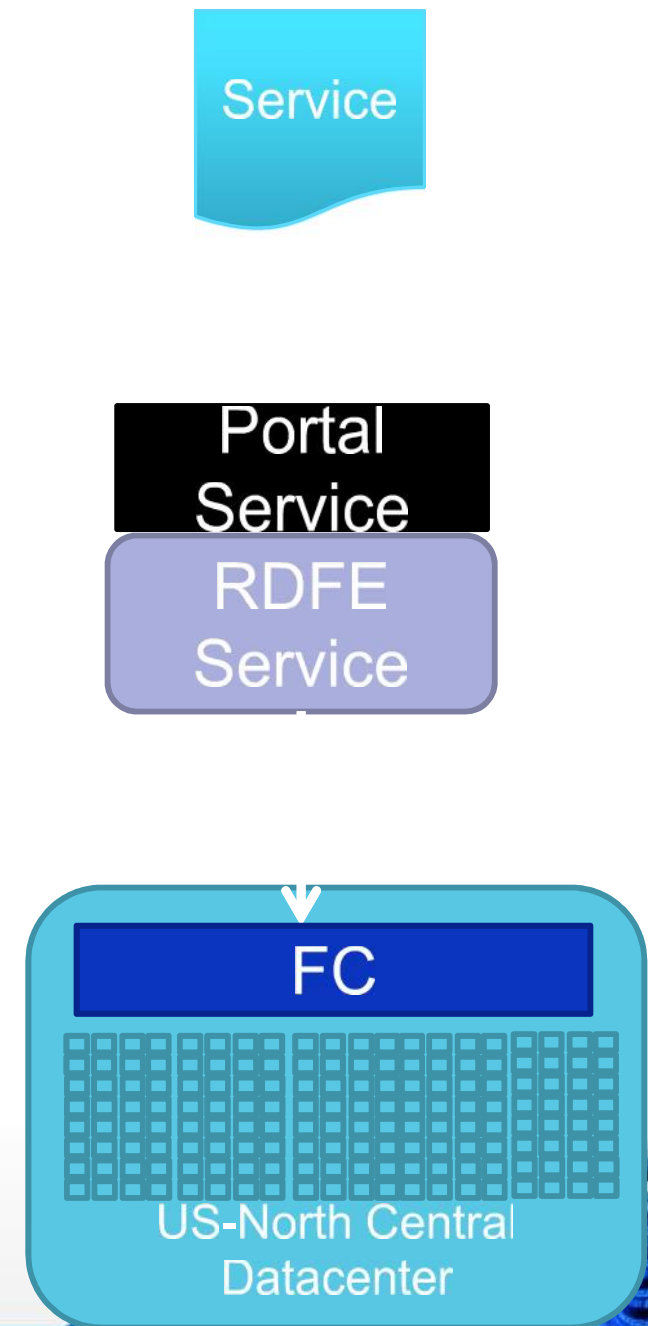 Service
Portal
Service
RDFE
Service
FC
US-North Central
Datacenter